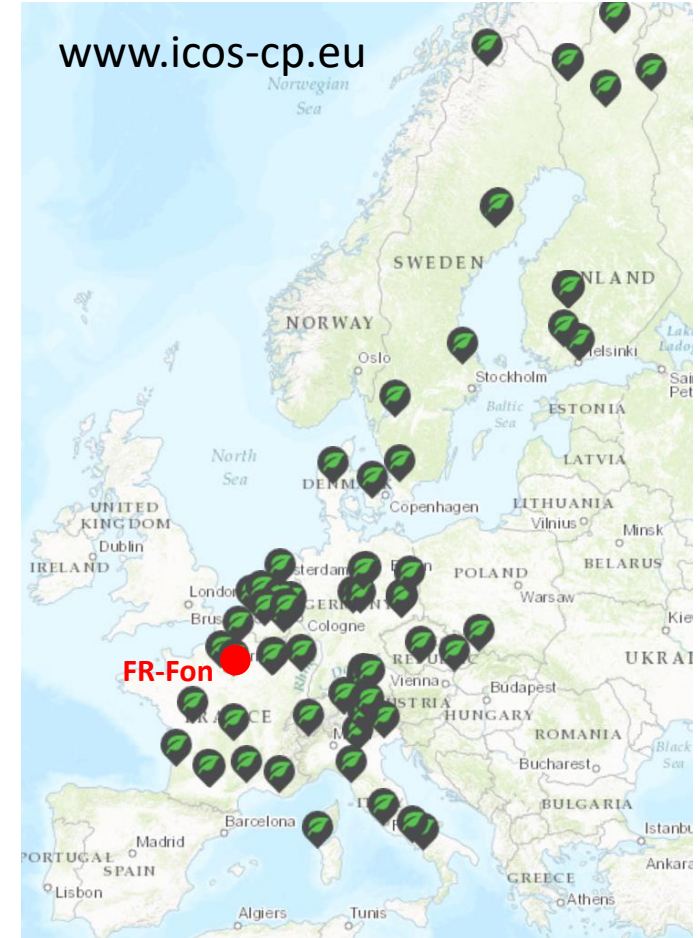 www.icos-cp.eu
Norwegian
Sea
SWEDEN
NORWAY
Oslo
Stockholm
Helsinki
Baltic
Sea
ESTONIA
North
Sea
LATVIA
Copenhagen
LITHUANIA
Vilnius
Minsk
UNITED
KINGDOM
Dublin
IRELAND
BELARUS
POLAND
Warsaw
London
Cologne
FR-Fon
Vienna
Budapest
HUNGARY
ROMANIA
Bucharest
Black
Sea
BULGARIA
Barcelona
Madrid
PORTUGAL
SPAIN
Lisbon
GREECE
Athens
Ankara
Algiers
Tunis